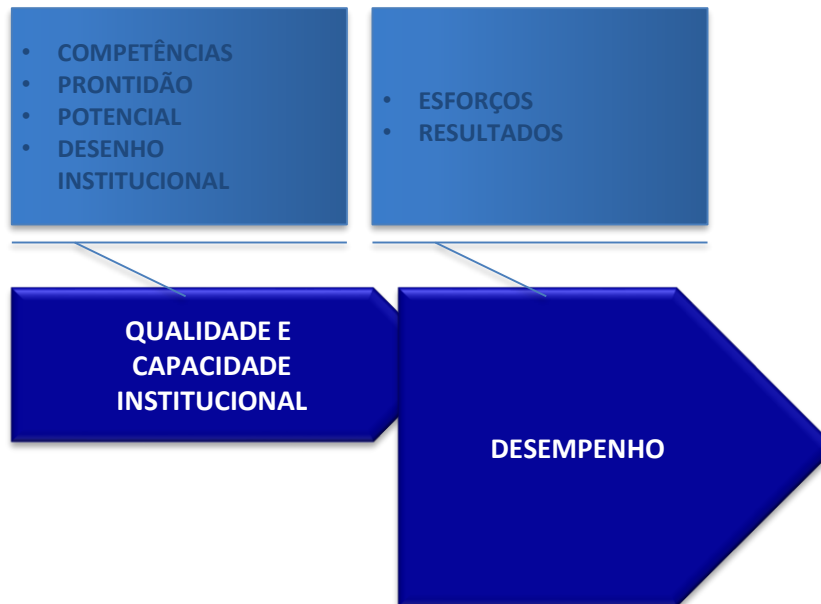 • COMPETÊNCIAS
• PRONTIDÃO
• POTENCIAL
• DESENHO
INSTITUCIONAL
• ESFORÇOS
• RESULTADOS
QUALIDADE E
CAPACIDADE
INSTITUCIONAL
DESEMPENHO